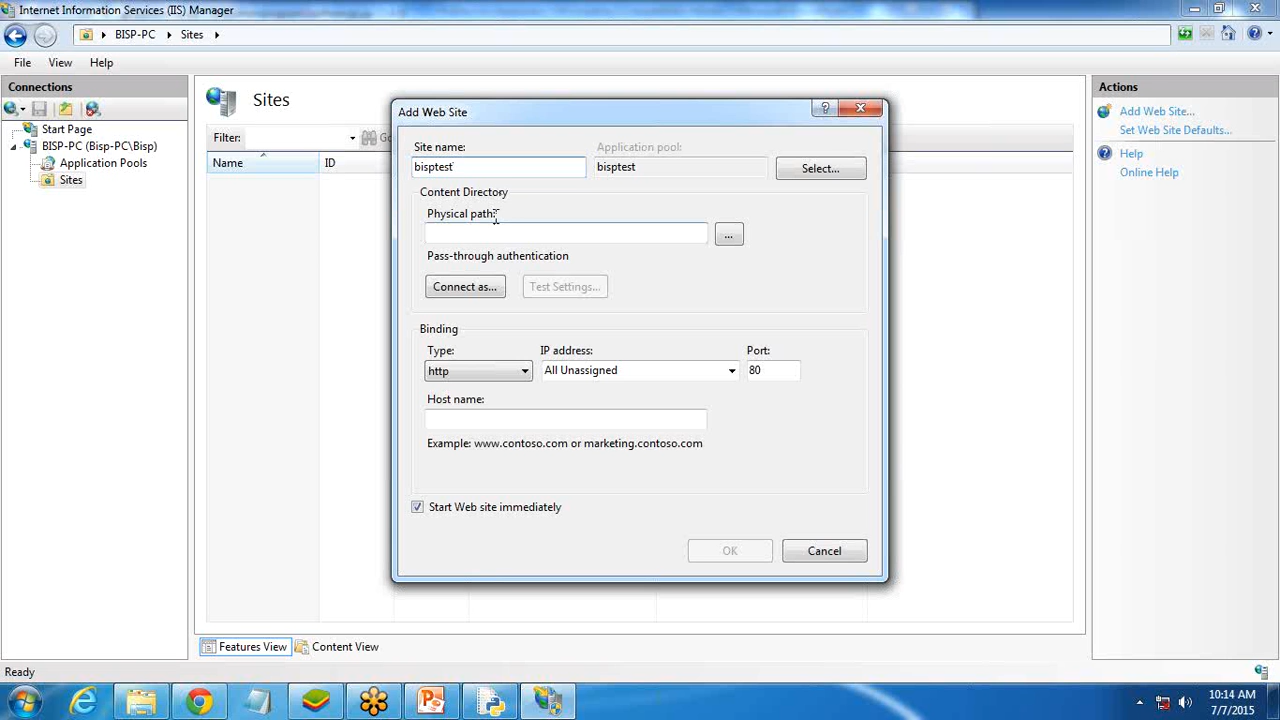 Internet Information Services (IIS) Manager
BISP-PC
Sites
File View Help
Connections
Start Page
BISP-PC (Bisp-PC\Bisp)
Application Pools
Sites
Sites
Filter:
Name ID
Add Web Site
Site name:
Application pool:
bisptest
bisptest
Select...
Content Directory
Physical path:
...
Pass-through authentication
Connect as...
Test Settings...
Binding
Type:
IP address:
Port:
http
All Unassigned
80
Host name:
Example: www.contoso.com or marketing.contoso.com
Start Web site immediately
OK
Cancel
Actions
Add Web Site...
Set Web Site Defaults...
Help
Online Help
Features View
Content View
Ready
10:14 AM
7/7/2015